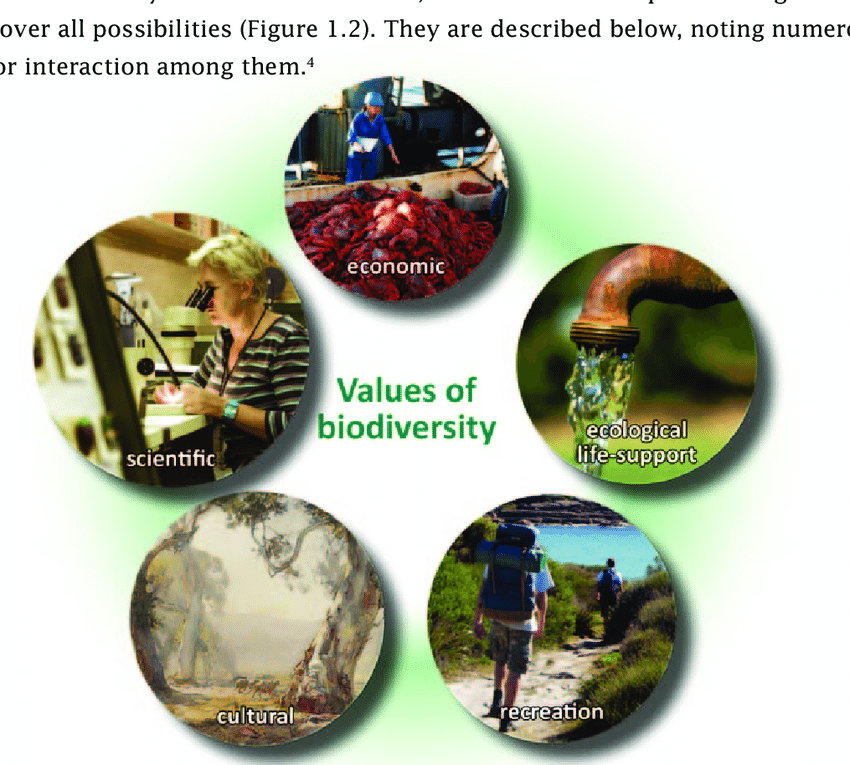 over all possibilities (Figure 1.2). They are described below, noting
or interaction among them.⁴
economic
scientific
Values of
biodiversity
ecological
life-support
cultural
recreation